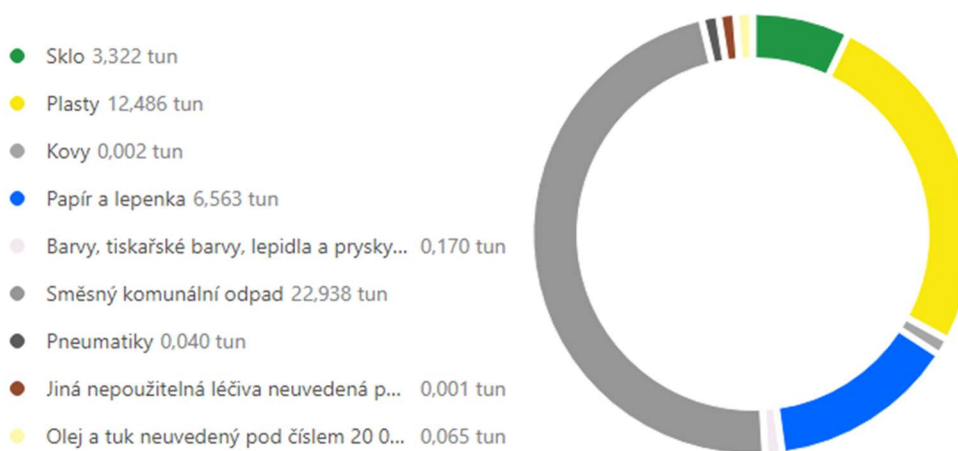 Sklo 3,322 tun
Plasty 12,486 tun
Kovy 0,002 tun
Papír a lepenka 6,563 tun
Barvy, tiskařské barvy, lepidla a prysky... 0,170 tun
Směsný komunální odpad 22,938 tun
Pneumatiky 0,040 tun
Jiná nepoužitelná léčiva neuvedená p... 0,001 tun
Olej a tuk neuvedený pod číslem 20 0... 0,065 tun